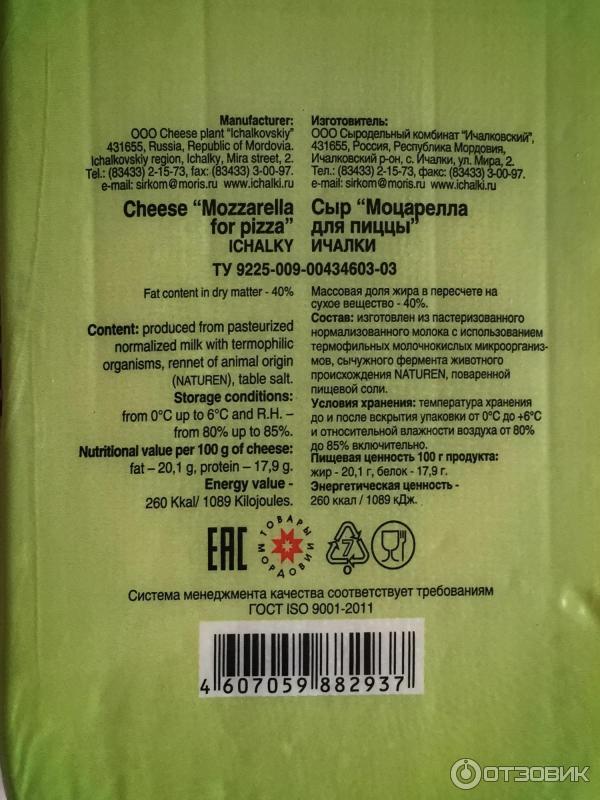 Manufacturer:
ООО Cheese plant "Ichalkovskiy"
431655, Russia, Republic of Mordovia.
Ichalkovskiy region, Ichalky, Mira street, 2.
Tel.: (83433) 2-15-73, fax: (83433) 3-00-97.
e-mail: sirkom@moris.ru www.ichalki.ru
Cheese "Mozzarella
for pizza"
ICHALKY
Изготовитель:
ООО Сыродельный комбинат "Ичалковский",
431655, Россия, Республика Мордовия,
Ичалковский р-он, с. Ичалки, ул. Мира, 2.
Тел.: (83433) 2-15-73, факс: (83433) 3-00-97.
e-mail: sirkom@moris.ru www.ichalki.ru
Сыр "Моцарелла
для пиццы"
ИЧАЛКИ
ТУ 9225-009-00434603-03
Fat content in dry matter - 40%
Content: produced from pasteurized
normalized milk with termophilic
organisms, rennet of animal origin
(NATUREN), table salt.
Storage conditions:
from 0°C up to 6°C and R.H. –
from 80% up to 85%.
Nutritional value per 100 g of cheese:
fat – 20,1 g, protein – 17,9 g.
Energy value -
260 Kkal/ 1089 Kilojoules.
Массовая доля жира в пересчете на
сухое вещество - 40%.
Состав: изготовлен из пастеризованного
нормализованного молока с использованием
термофильных молочнокислых микроорганиз-
мов, сычужного фермента животного
происхождения NATUREN, поваренной
пищевой соли.
Условия хранения: температура хранения
до и после вскрытия упаковки от 0°С до +6°С
и относительной влажности воздуха от 80%
до 85% включительно.
Пищевая ценность 100 г продукта:
жир - 20,1 г, белок - 17,9 г.
Энергетическая ценность -
260 ккал / 1089 кДж.
EAC
ТОВАРЫ МОРДОВИИ
7
Система менеджмента качества соответствует требованиям
ГОСТ ISO 9001-2011
4 607059 882937
ОТЗОВИК